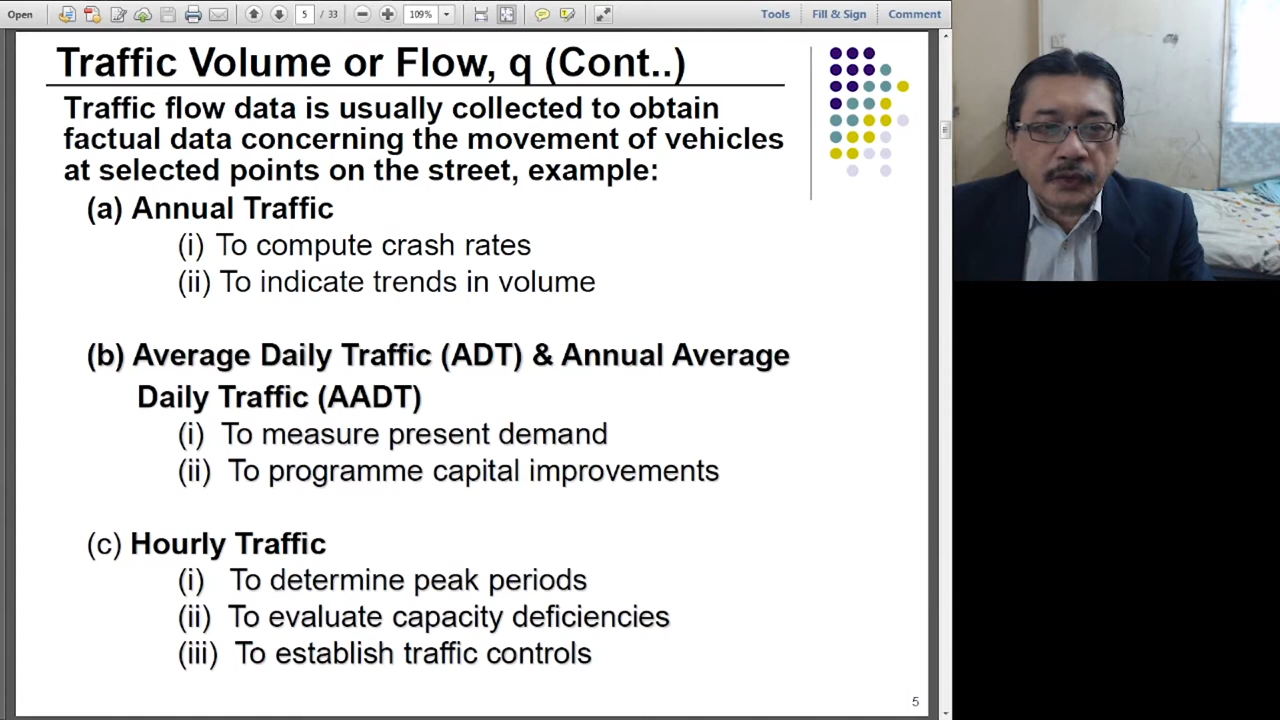 Open
5 / 33
109%
Tools
Fill & Sign
Comment
Traffic Volume or Flow, q (Cont..)
Traffic flow data is usually collected to obtain
factual data concerning the movement of vehicles
at selected points on the street, example:
(a) Annual Traffic
(i) To compute crash rates
(ii) To indicate trends in volume
(b) Average Daily Traffic (ADT) & Annual Average
Daily Traffic (AADT)
(i) To measure present demand
(ii) To programme capital improvements
(c) Hourly Traffic
(i) To determine peak periods
(ii) To evaluate capacity deficiencies
(iii) To establish traffic controls
5